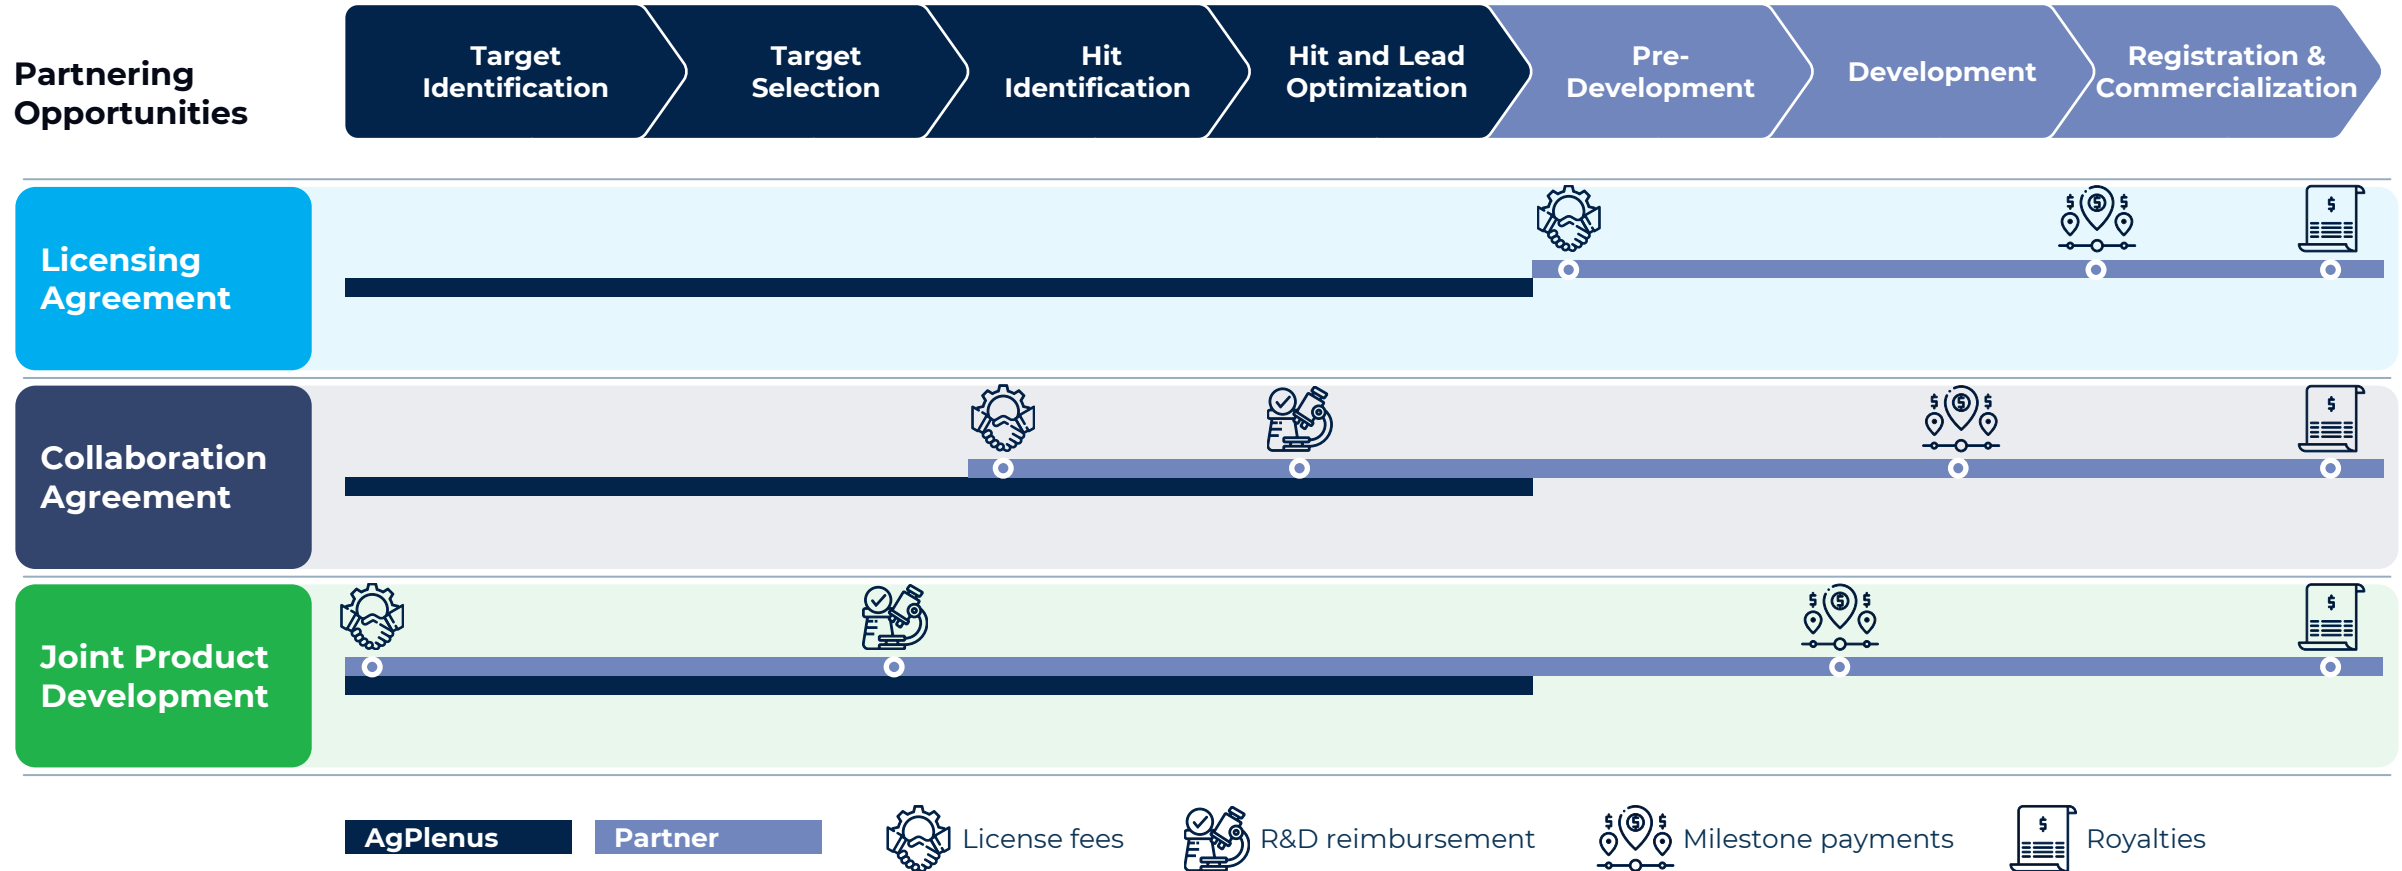 Partnering
Opportunities
Target
Identification
Target
Selection
Hit
Identification
Hit and Lead
Optimization
Pre-
Development
Development
Registration &
Commercialization
Licensing
Agreement
$ $ $
$
Collaboration
Agreement
$ $ $
$
Joint Product
Development
$ $ $
$
AgPlenus
Partner
License fees
R&D reimbursement
$ $ $
Milestone payments
$
Royalties